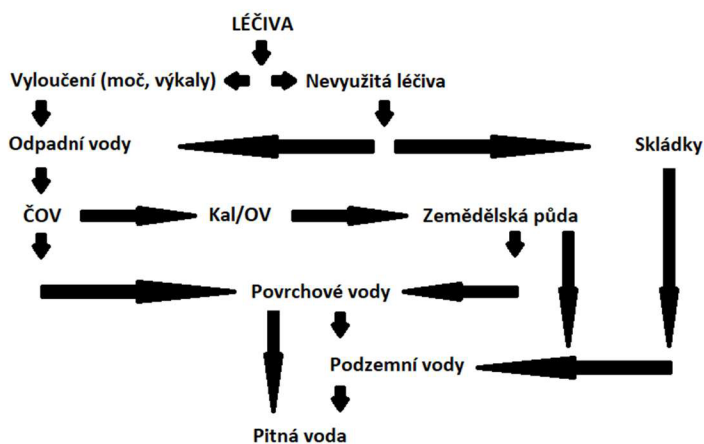 LÉČIVA
Vyloučení (moč, výkaly)
Nevyužitá léčiva
Odpadní vody
Skládky
ČOV
Kal/OV
Zemědělská půda
Povrchové vody
Podzemní vody
Pitná voda